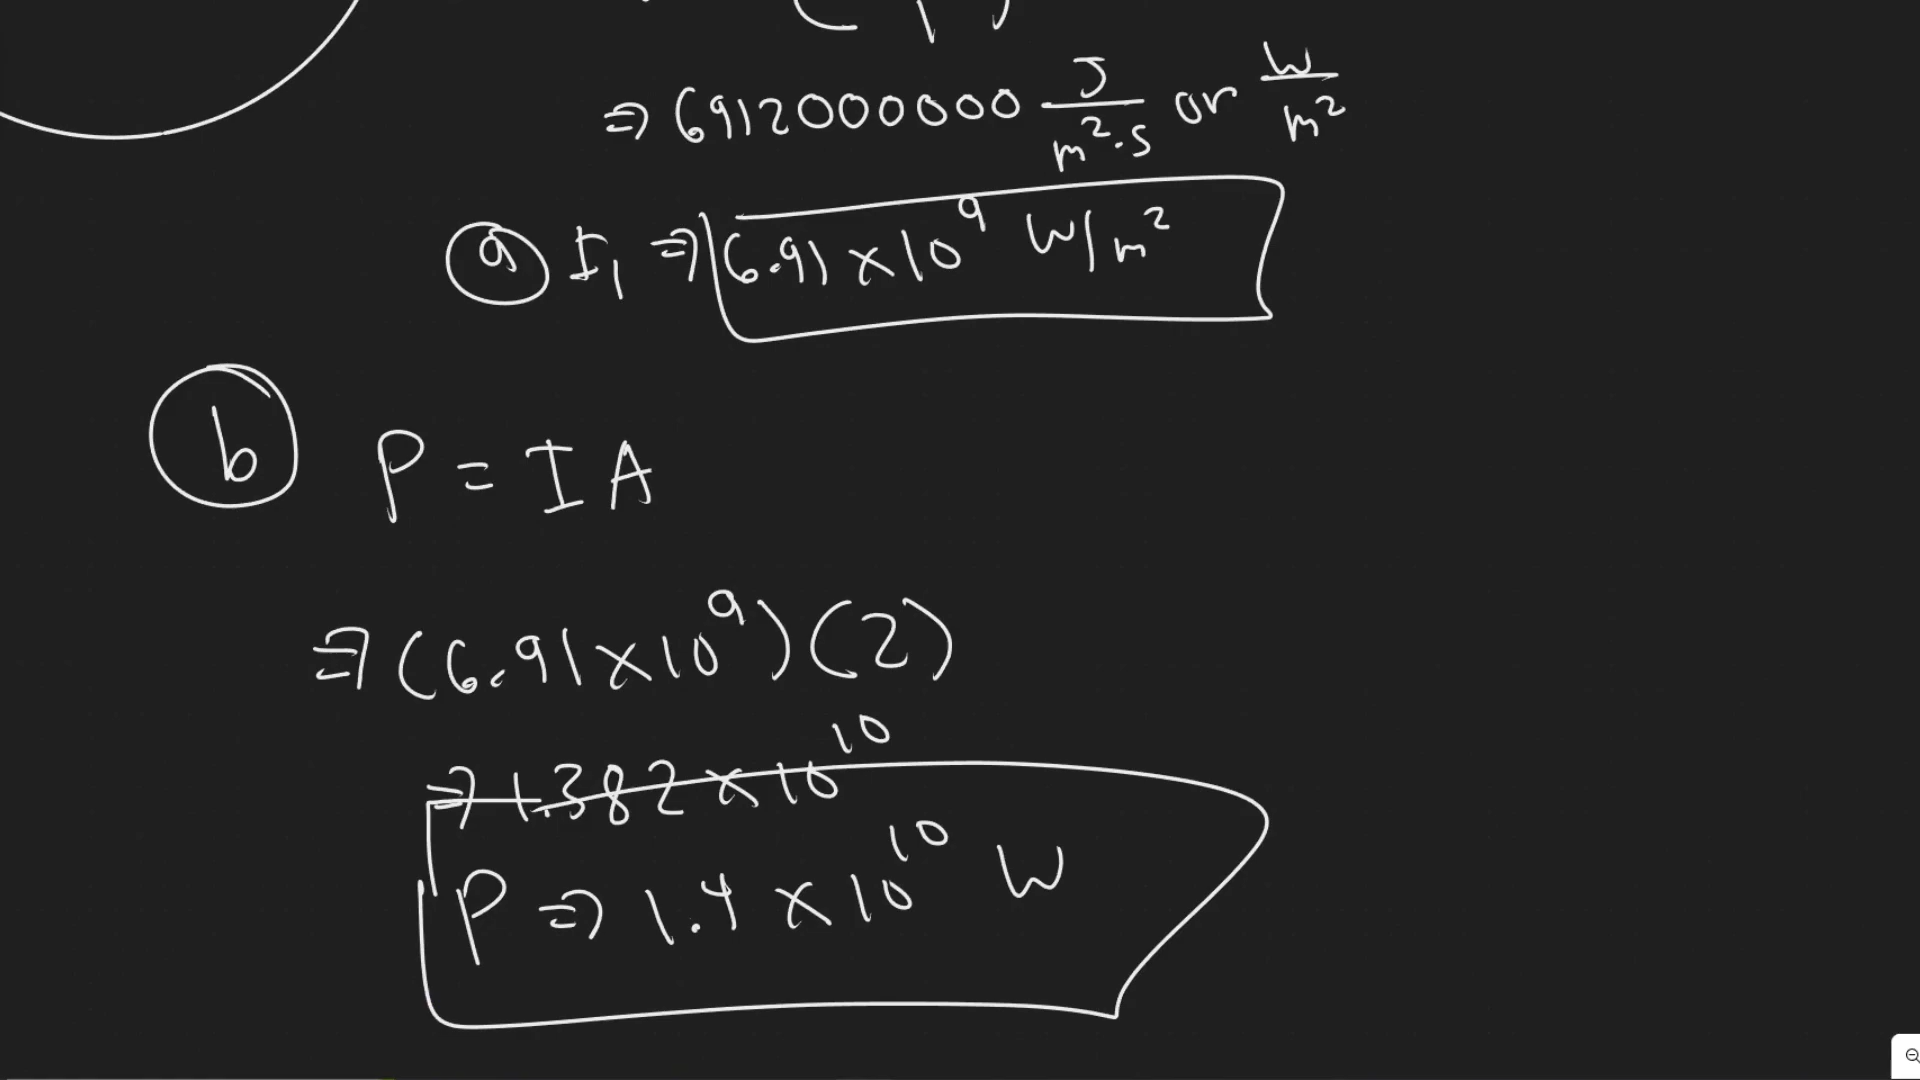 ⇒ 6912000000 J/m²·s or W/m²
ⓐ I₁ ⇒ 6.91 × 10⁹ W/m²
ⓑ P = I A
⇒ (6.91 × 10⁹)(2)
⇒ 1.382 × 10¹⁰
P ⇒ 1.4 × 10¹⁰ W